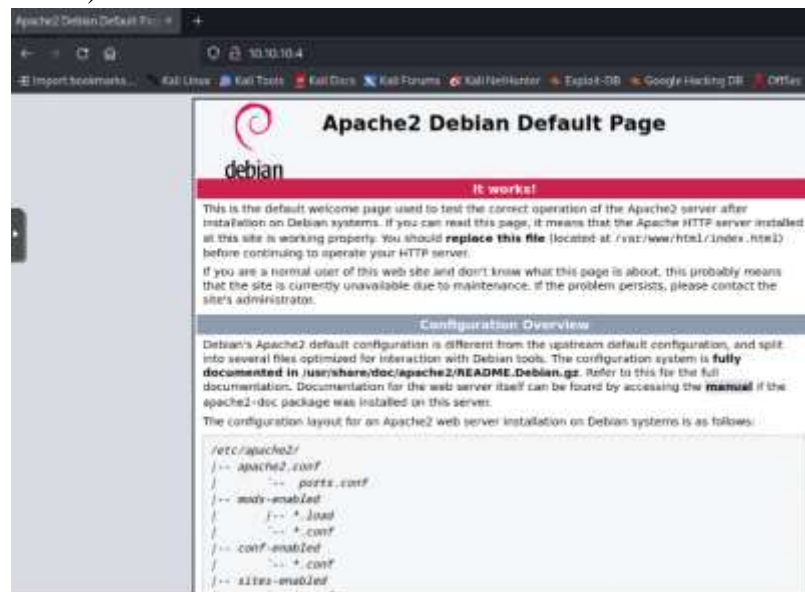 Apache2 Debian Default
10.10.10.4
Import bookmarks... Kali Linux Kali Tools Kali Docs Kali Forums Kali NetHunter Exploit-DB Google Hacking DB OffSec
Apache2 Debian Default Page
debian
It works!
This is the default welcome page used to test the correct operation of the Apache2 server after
installation on Debian systems. If you can read this page, it means that the Apache HTTP server installed
at this site is working properly. You should replace this file (located at /var/www/html/index.html)
before continuing to operate your HTTP server.
If you are a normal user of this web site and don't know what this page is about, this probably means
that the site is currently unavailable due to maintenance. If the problem persists, please contact the
site's administrator.
Configuration Overview
Debian's Apache2 default configuration is different from the upstream default configuration, and split
into several files optimized for interaction with Debian tools. The configuration system is fully
documented in /usr/share/doc/apache2/README.Debian.gz. Refer to this for the full
documentation. Documentation for the web server itself can be found by accessing the manual if the
apache2-doc package was installed on this server.
The configuration layout for an Apache2 web server installation on Debian systems is as follows:
/etc/apache2/
|-- apache2.conf
|       `--  ports.conf
|-- mods-enabled
|       |-- *.load
|       `-- *.conf
|-- conf-enabled
|       `-- *.conf
|-- sites-enabled